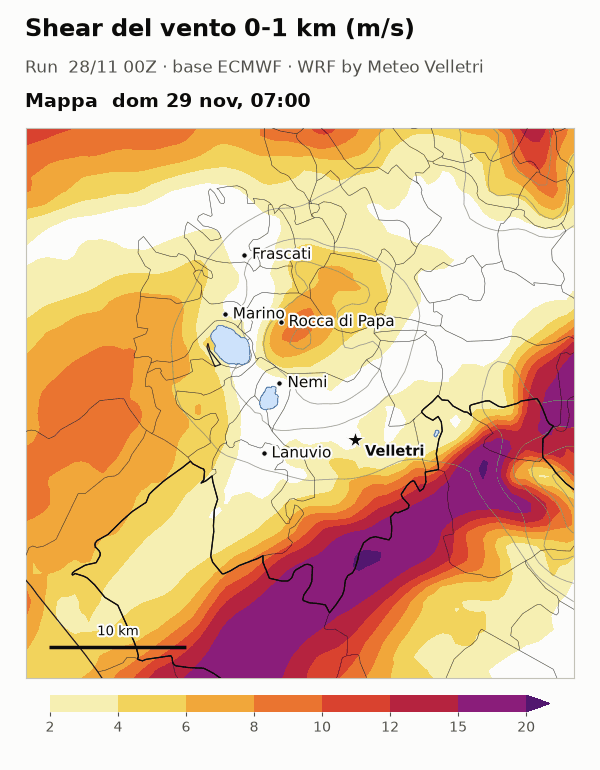 Shear del vento 0-1 km (m/s)
Run  28/11 00Z · base ECMWF · WRF by Meteo Velletri
Mappa  dom 29 nov, 07:00
Frascati
Marino
Rocca di Papa
Nemi
Velletri
Lanuvio
10 km
2 4 6 8 10 12 15 20